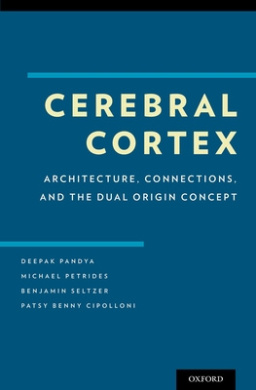 CEREBRAL
CORTEX
ARCHITECTURE, CONNECTIONS,
AND THE DUAL ORIGIN CONCEPT
DEEPAK PANDYA
MICHAEL PETRIDES
BENJAMIN SELTZER
PATSY BENNY CIPOLLONI
OXFORD